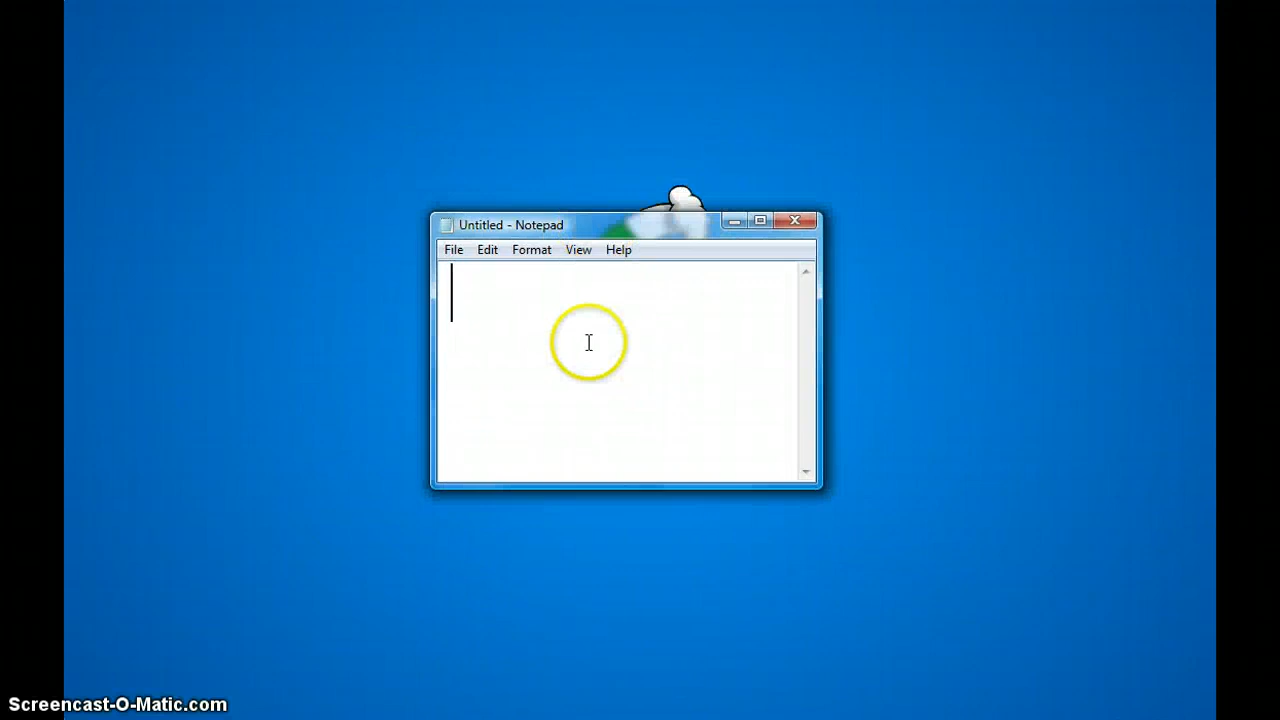 Untitled - Notepad
File Edit Format View Help
Screencast-O-Matic.com